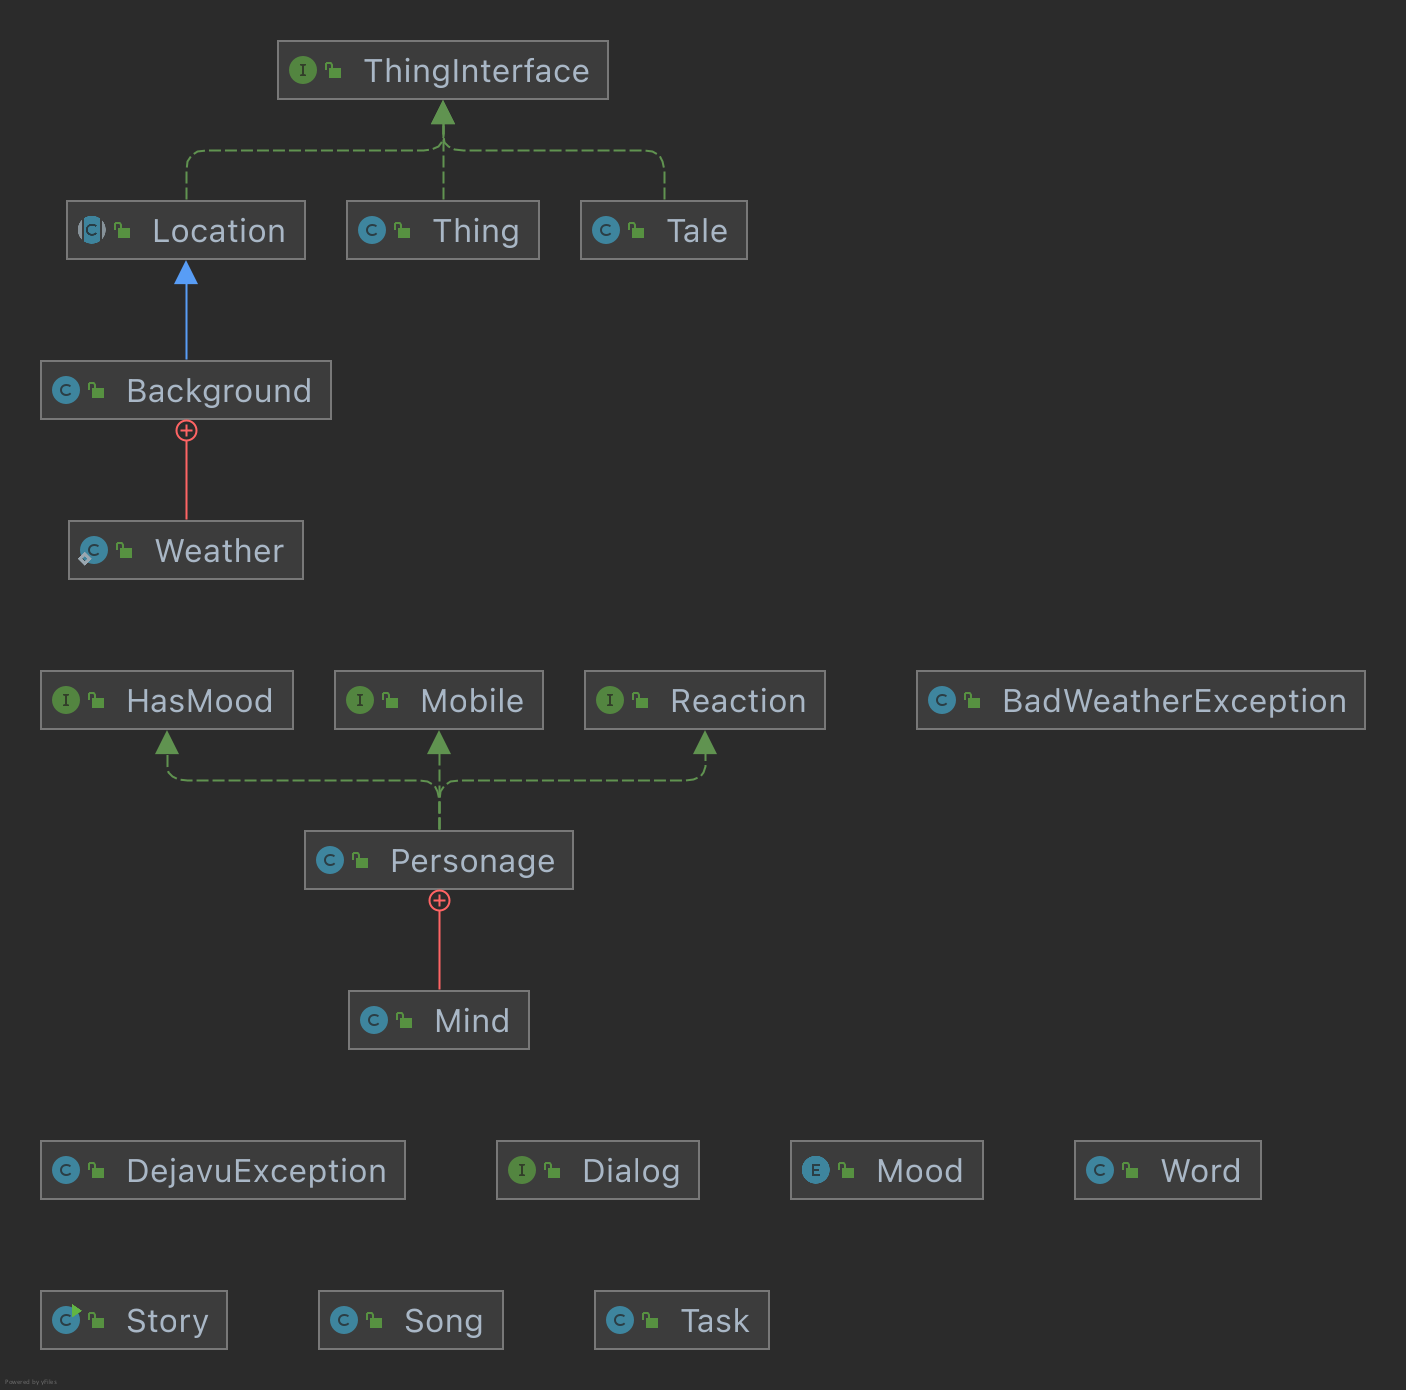 ThingInterface
Location
Thing
Tale
Background
Weather
HasMood
Mobile
Reaction
BadWeatherException
Personage
Mind
DejavuException
Dialog
Mood
Word
Story
Song
Task
Powered by yFiles